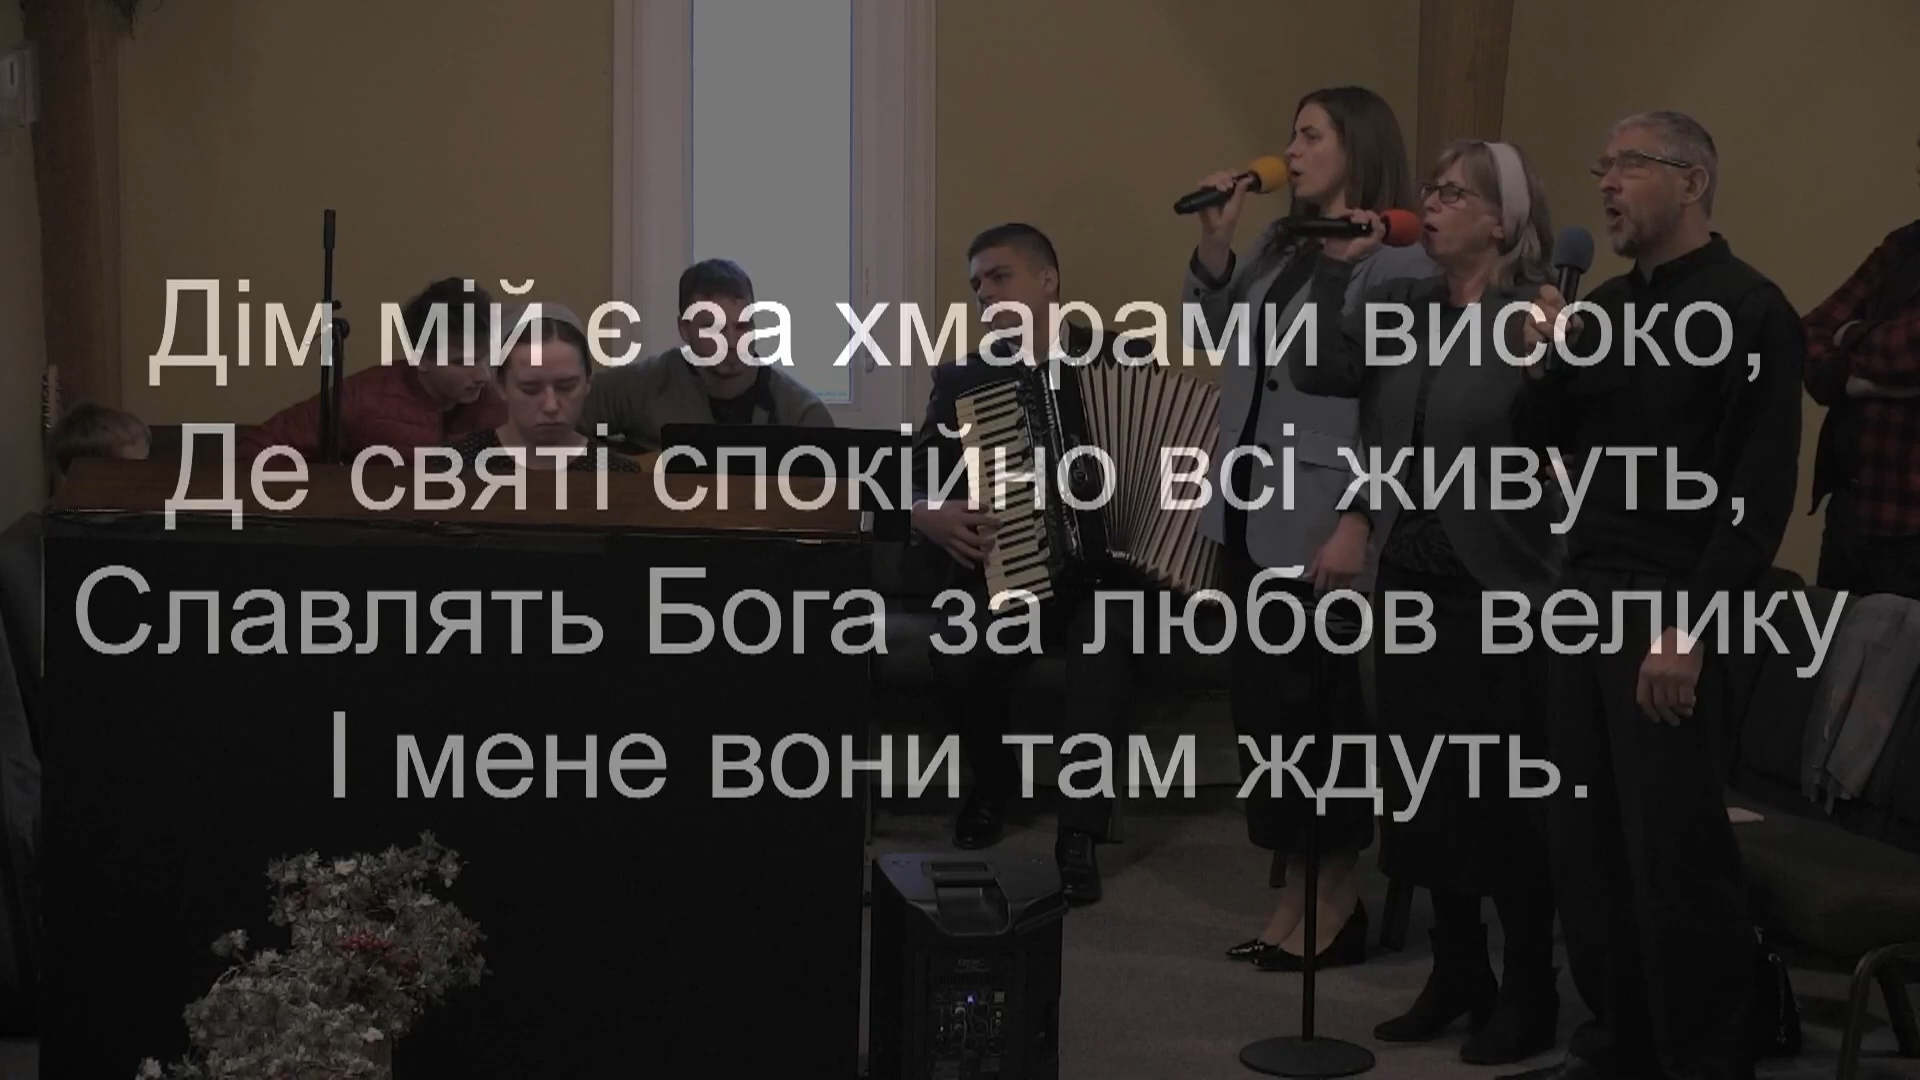 Дім мій є за хмарами високо,
Де святі спокійно всі живуть,
Славлять Бога за любов велику
І мене вони там ждуть.